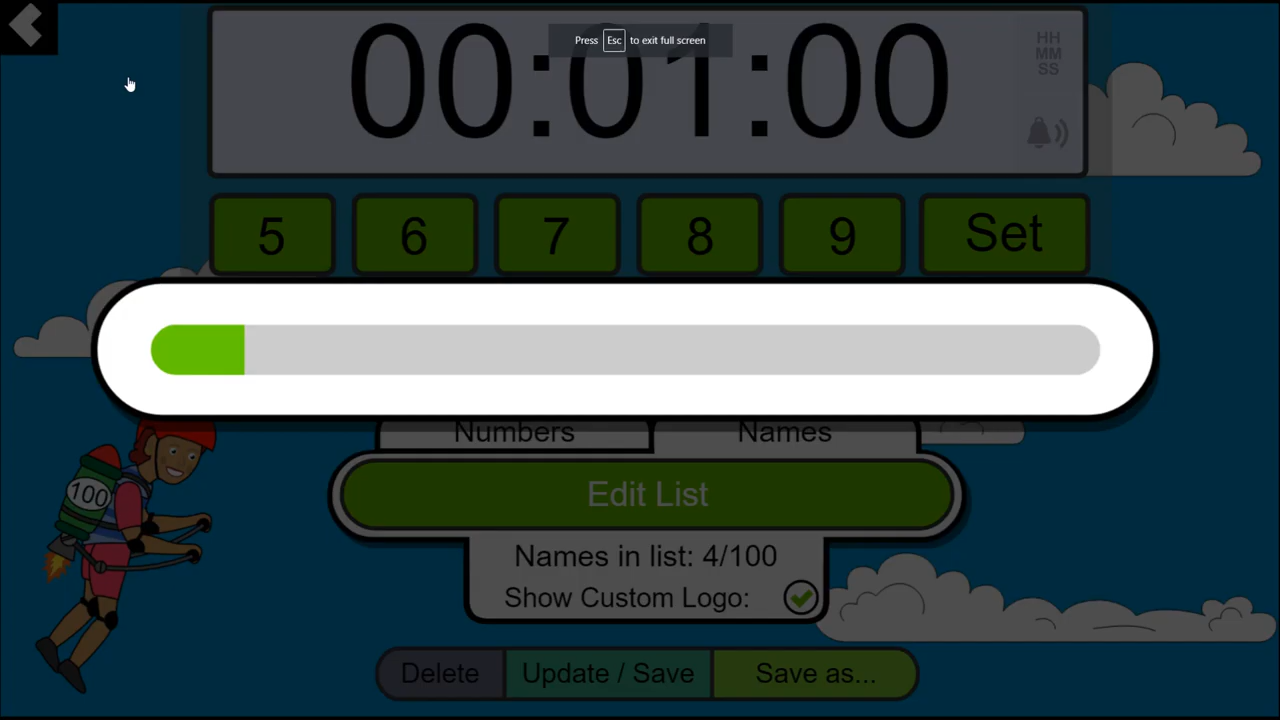 Press Esc to exit full screen
00:01:00
HH
MM
SS
5 6 7 8 9 Set
Numbers Names
100
Edit List
Names in list: 4/100
Show Custom Logo:
Delete Update / Save Save as...